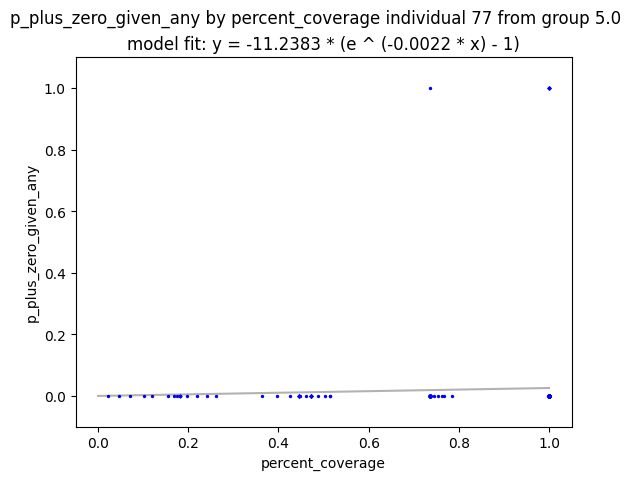 p_plus_zero_given_any by percent_coverage individual 77 from group 5.0
model fit: y = -11.2383 * (e ^ (-0.0022 * x) - 1)
1.0
0.8
0.6
0.4
0.2
0.0
p_plus_zero_given_any
0.0 0.2 0.4 0.6 0.8 1.0
percent_coverage